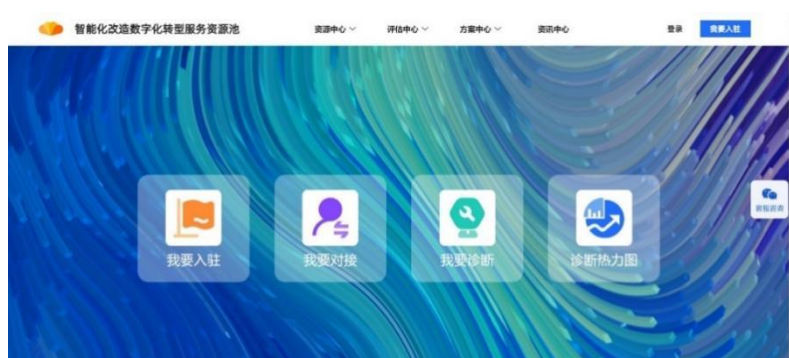 智能化改造数字化转型服务资源池
资源中心
评估中心
方案中心
资讯中心
登录
我要入驻
我要入驻
我要对接
我要诊断
诊断热力图